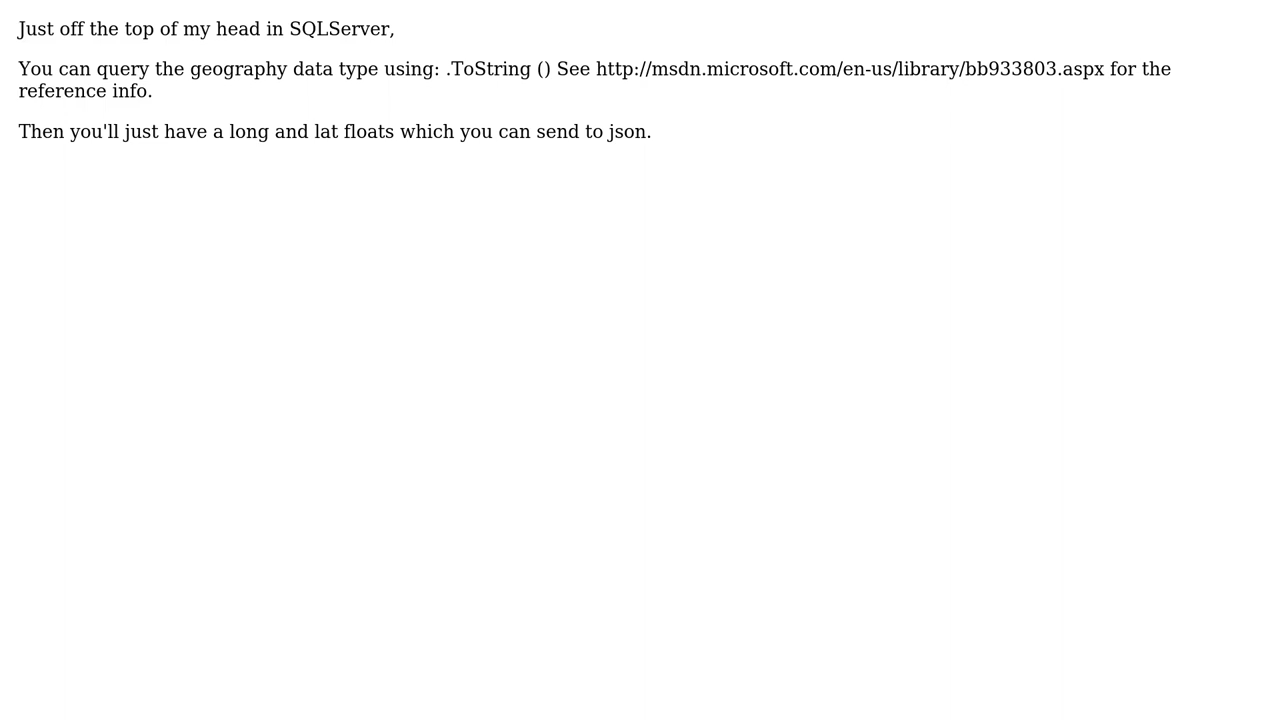 Just off the top of my head in SQLServer,
You can query the geography data type using: .ToString () See http://msdn.microsoft.com/en-us/library/bb933803.aspx for the
reference info.
Then you'll just have a long and lat floats which you can send to json.